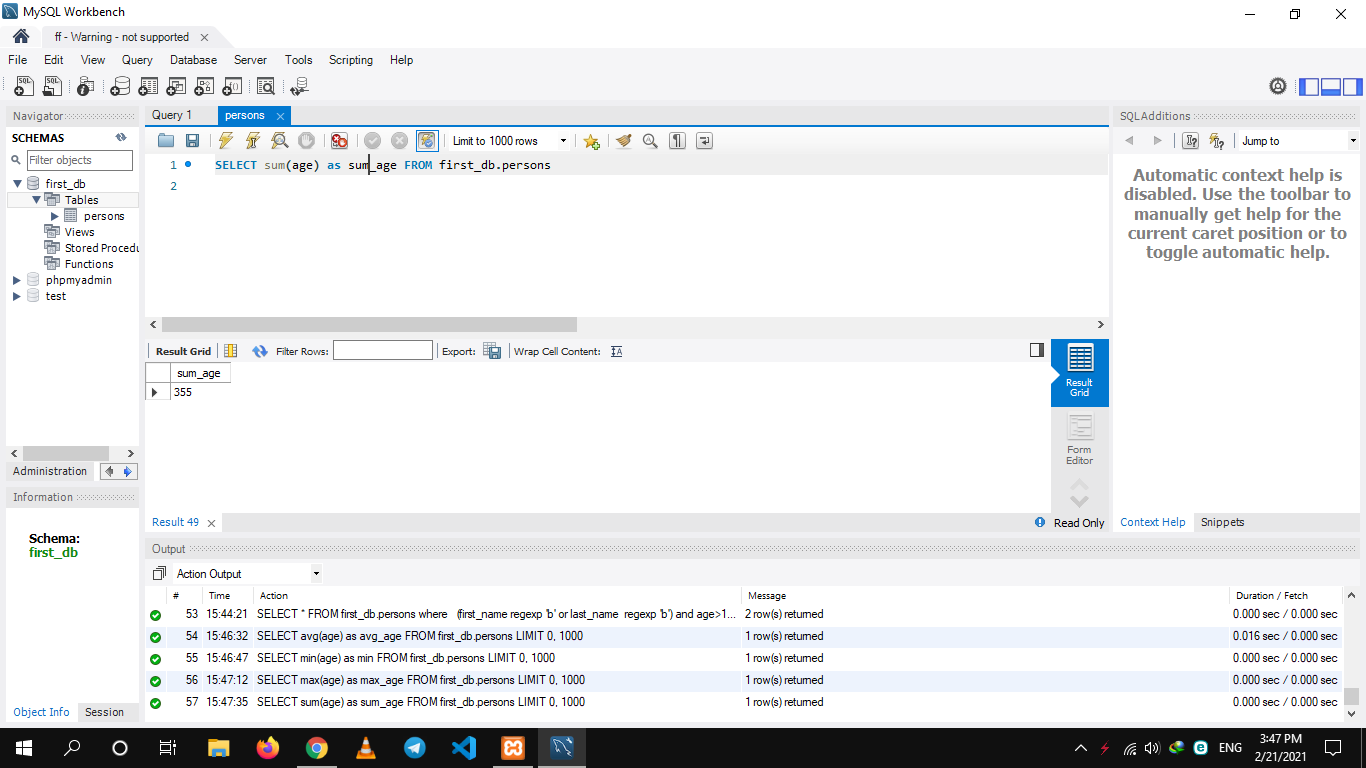 MySQL Workbench
ff - Warning - not supported
File Edit View Query Database Server Tools Scripting Help
Navigator
SCHEMAS
Filter objects
first_db
Tables
persons
Views
Stored Procedu
Functions
phpmyadmin
test
Administration
Information
Schema:
first_db
Object Info Session
Query 1 persons
Limit to 1000 rows
1 SELECT sum(age) as sum_age FROM first_db.persons
2
Result Grid Filter Rows: Export: Wrap Cell Content:
sum_age
355
Result Grid
Form Editor
Result 49 Read Only
SQLAdditions
Jump to
Automatic context help is
disabled. Use the toolbar to
manually get help for the
current caret position or to
toggle automatic help.
Context Help Snippets
Output
Action Output
# Time Action Message Duration / Fetch
53 15:44:21 SELECT * FROM first_db.persons where (first_name regexp 'b' or last_name regexp 'b') and age>1... 2 row(s) returned 0.000 sec / 0.000 sec
54 15:46:32 SELECT avg(age) as avg_age FROM first_db.persons LIMIT 0, 1000 1 row(s) returned 0.016 sec / 0.000 sec
55 15:46:47 SELECT min(age) as min FROM first_db.persons LIMIT 0, 1000 1 row(s) returned 0.000 sec / 0.000 sec
56 15:47:12 SELECT max(age) as max_age FROM first_db.persons LIMIT 0, 1000 1 row(s) returned 0.000 sec / 0.000 sec
57 15:47:35 SELECT sum(age) as sum_age FROM first_db.persons LIMIT 0, 1000 1 row(s) returned 0.000 sec / 0.000 sec
ENG
3:47 PM
2/21/2021